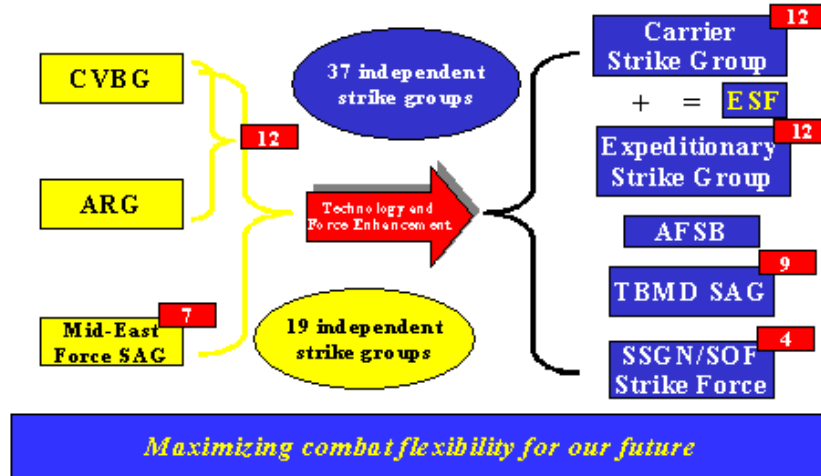 CVBG
ARG
12
Mid-East
Force SAG
7
37 independent
strike groups
Technology and
Force Enhancement
19 independent
strike groups
Carrier
Strike Group
12
+ = ESF
Expeditionary
Strike Group
12
AFSB
TBMD SAG
9
SSGN/SOF
Strike Force
4
Maximizing combat flexibility for our future